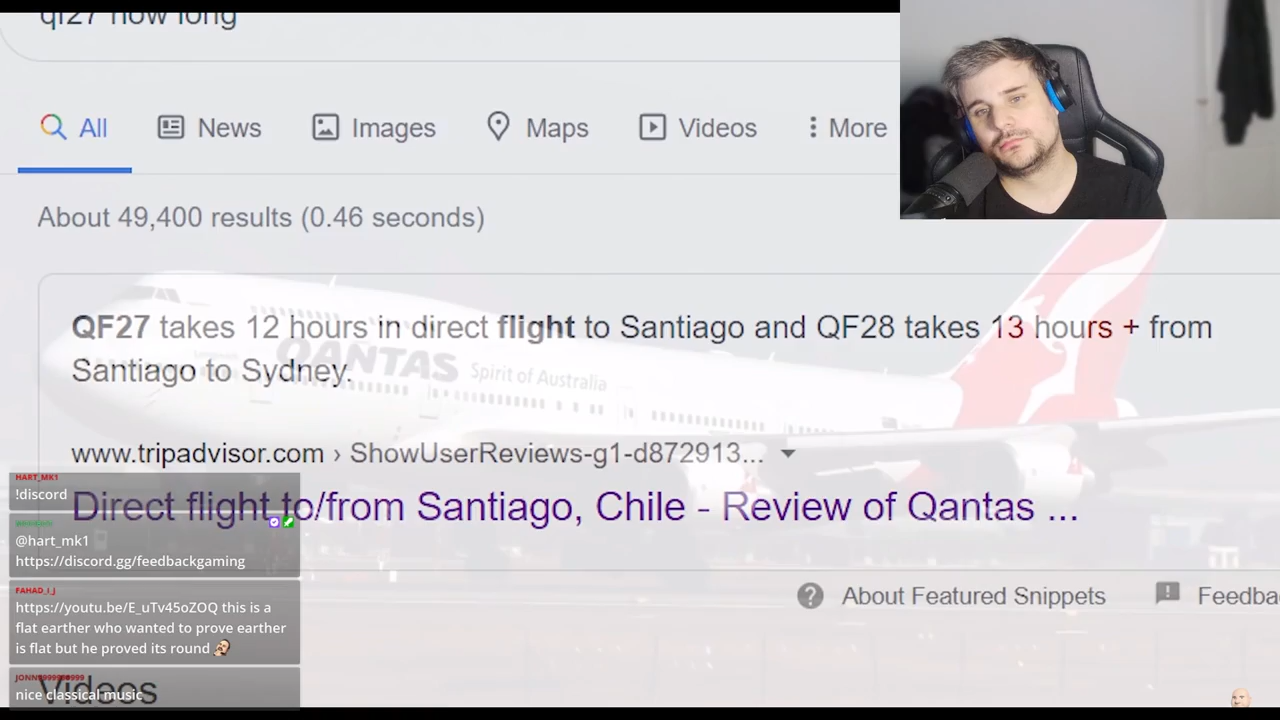 qf27 how long
All News Images Maps Videos More
About 49,400 results (0.46 seconds)
QF27 takes 12 hours in direct flight to Santiago and QF28 takes 13 hours + from
Santiago to Sydney.
QANTAS Spirit of Australia
www.tripadvisor.com › ShowUserReviews-g1-d872913...
Direct flight to/from Santiago, Chile - Review of Qantas ...
About Featured Snippets Feedba
Videos
HART_MK1
!discord
@hart_mk1
https://discord.gg/feedbackgaming
FAHAD_I_J
https://youtu.be/E_uTv45oZOQ this is a
flat earther who wanted to prove earther
is flat but he proved its round
nice classical music